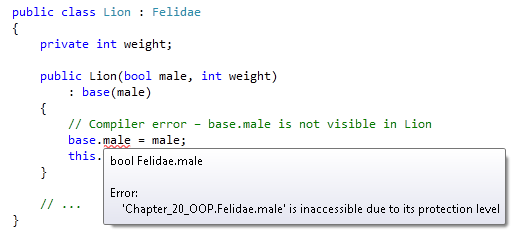 public class Lion : Felidae
{
    private int weight;

    public Lion(bool male, int weight)
        : base(male)
    {
        // Compiler error – base.male is not visible in Lion
        base.male = male;
        this.
    }

    // ...
}
bool Felidae.male
Error:
    'Chapter_20_OOP.Felidae.male' is inaccessible due to its protection level